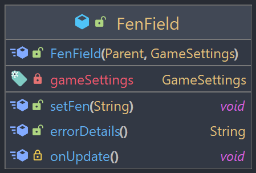 FenField
FenField(Parent, GameSettings)
gameSettings GameSettings
setFen(String) void
errorDetails() String
onUpdate() void